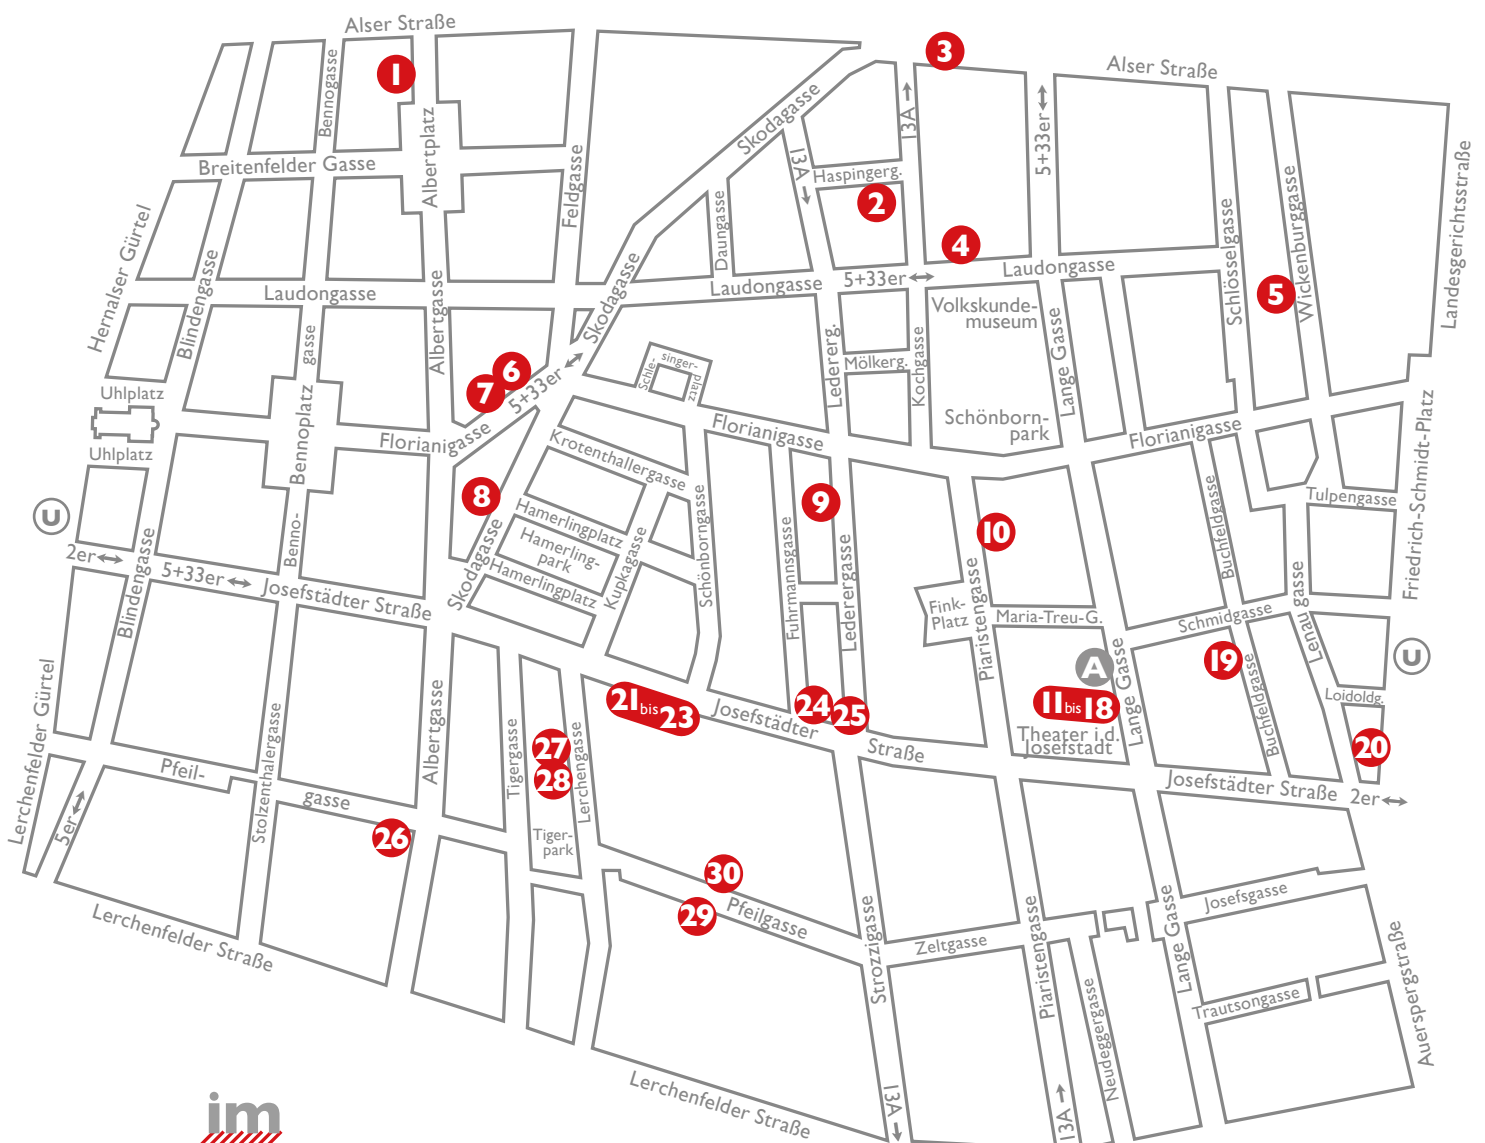 Alser Straße
1
3
Alser Straße
Bennogasse
Skodagasse
13A
5+33er
Breitenfelder Gasse
Albertplatz
Feldgasse
13A
Haspingerg.
2
Landesgerichtsstraße
Hernalser Gürtel
Blindengasse
Daungasse
4
Schlösselgasse
Wickenburggasse
Laudongasse
Albertgasse
Skodagasse
Laudongasse
5+33er
Laudongasse
5
Volkskunde-
museum
gasse
Ledererg.
Mölkerg.
Kochgasse
Lange Gasse
Schle-
singer-
platz
6
7
5+33er
Uhlplatz
Uhlplatz
Bennoplatz
Florianigasse
Florianigasse
Schönborn-
park
Florianigasse
Friedrich-Schmidt-Platz
Krotenthallergasse
8
9
10
Tulpengasse
U
Benno-
Hamerlingplatz
Hamerling-
park
Hamerlingplatz
Skodagasse
Kupkagasse
Schönborngasse
Fuhrmannsgasse
Lederergasse
Buchfeldgasse
2er
5+33er
Josefstädter Straße
Blindengasse
Fink-
Platz
Piaristengasse
Maria-Treu-G.
Schmidgasse
Lenaugasse
U
A
Lange Gasse
19
Buchfeldgasse
Loidoldg.
Lerchenfelder Gürtel
21 bis 23
24
25
11 bis 18
Theater i.d.
Josefstadt
Josefstädter
Straße
20
Josefstädter Straße
2er
Albertgasse
Tigergasse
27
28
Lerchengasse
Stolzenthalergasse
Pfeil-
gasse
5er
26
Tiger-
park
30
29
Pfeilgasse
Strozzigasse
Zeltgasse
Josefsgasse
Lange Gasse
Piaristengasse
Trautsongasse
Neudeggergasse
Auerspergstraße
Lerchenfelder Straße
Lerchenfelder Straße
13A
13A
im